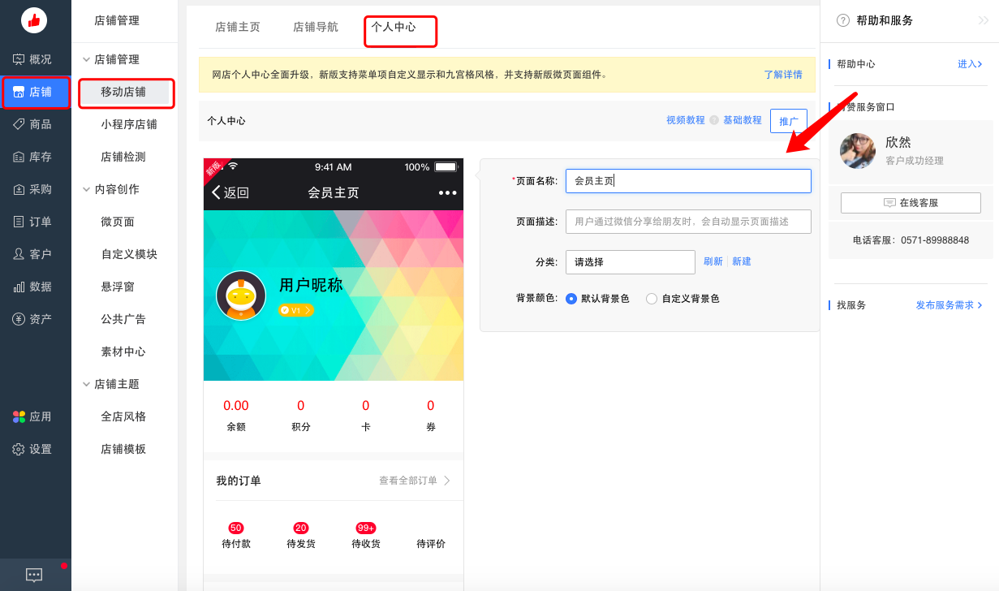 概况
店铺
商品
库存
采购
订单
客户
数据
资产
应用
设置
店铺管理
店铺管理
移动店铺
小程序店铺
店铺检测
内容创作
微页面
自定义模块
悬浮窗
公共广告
素材中心
店铺主题
全店风格
店铺模板
店铺主页 店铺导航 个人中心
网店个人中心全面升级，新版支持菜单项自定义显示和九宫格风格，并支持新版微页面组件。 了解详情
个人中心 视频教程 ? 基础教程 推广
新版
9:41 AM 100%
返回 会员主页
用户昵称
V1
0.00 0 0 0
余额 积分 卡 券
我的订单 查看全部订单
50 20 99+
待付款 待发货 待收货 待评价
*页面名称: 会员主页
页面描述: 用户通过微信分享给朋友时，会自动显示页面描述
分类: 请选择 刷新 新建
背景颜色: 默认背景色 自定义背景色
? 帮助和服务
帮助中心 进入
赞服务窗口
欣然
客户成功经理
在线客服
电话客服：0571-89988848
找服务 发布服务需求